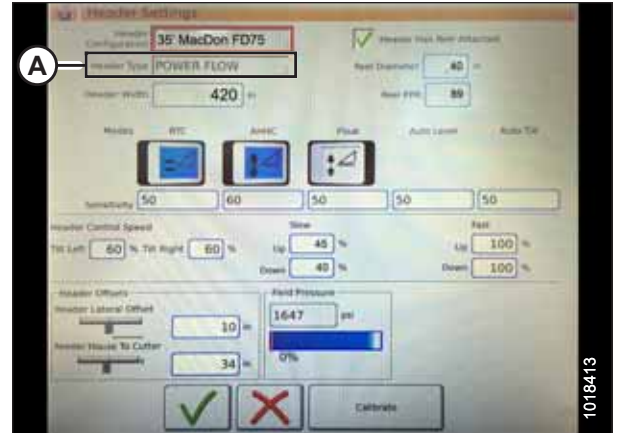 Header Settings
Header Configuration 35' MacDon FD75
Header Has Reel Attached
A
Header Type POWER FLOW
Reel Diameter 40 in
Header Width 420 in
Reel PPR 89
Modes RTC AHHC Float Auto Level Auto Tilt
Sensitivity 50 60 50 50 50
Header Control Speed
Slow
Fast
Tilt Left 60 % Tilt Right 60 %
Up 45 %
Up 100 %
Down 40 %
Down 100 %
Header Offsets
Field Pressure
Header Lateral Offset
10 in
1647 psi
Feeder House To Cutter
34 in
0%
Calibrate
1018413